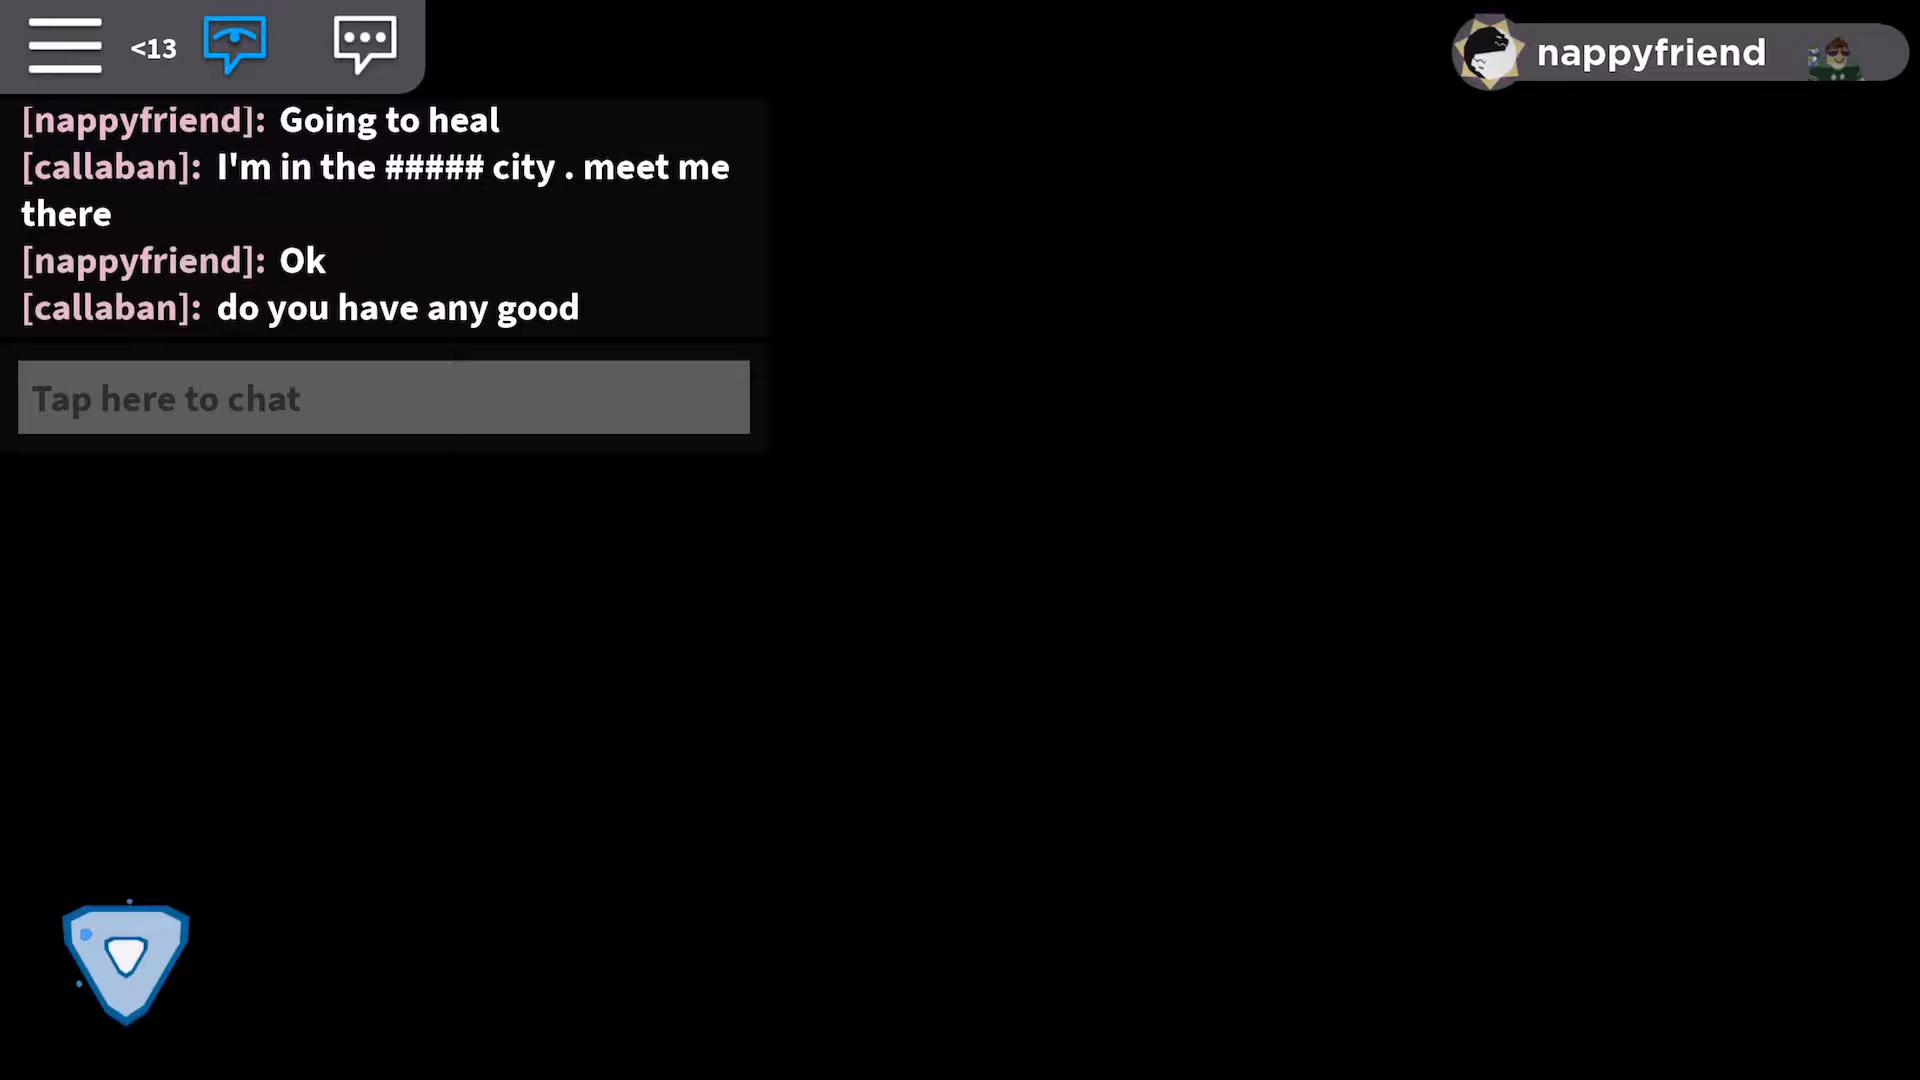 <13
nappyfriend
[nappyfriend]: Going to heal
[callaban]: I'm in the ##### city . meet me
there
[nappyfriend]: Ok
[callaban]: do you have any good
Tap here to chat